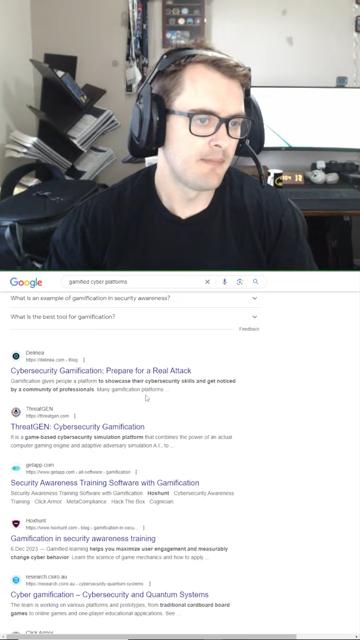 Google
gamified cyber platforms
What is an example of gamification in security awareness?
What is the best tool for gamification?
Feedback
Delinea
https://delinea.com › blog
Cybersecurity Gamification: Prepare for a Real Attack
Gamification gives people a platform to showcase their cybersecurity skills and get noticed
by a community of professionals. Many gamification platforms ...
ThreatGEN
https://threatgen.com
ThreatGEN: Cybersecurity Gamification
It is a game-based cybersecurity simulation platform that combines the power of an actual
computer gaming engine and adaptive adversary simulation A.I., to ...
getapp.com
https://www.getapp.com › all-software › gamification
Security Awareness Training Software with Gamification
Security Awareness Training Software with Gamification · Hoxhunt · Cybersecurity Awareness
Training · Click Armor · MetaCompliance · Hack The Box · Cognician.
Hoxhunt
https://www.hoxhunt.com › blog › gamification-in-secu...
Gamification in security awareness training
6 Dec 2023 — Gamified learning helps you maximize user engagement and measurably
change cyber behavior. Learn the science of game mechanics and how to apply ...
research.csiro.au
https://research.csiro.au › cybersecurity-quantum-systems
Cyber gamification – Cybersecurity and Quantum Systems
The team is working on various platforms and prototypes, from traditional cardboard board
games to online games and one-player educational games. See ...
Click Armor